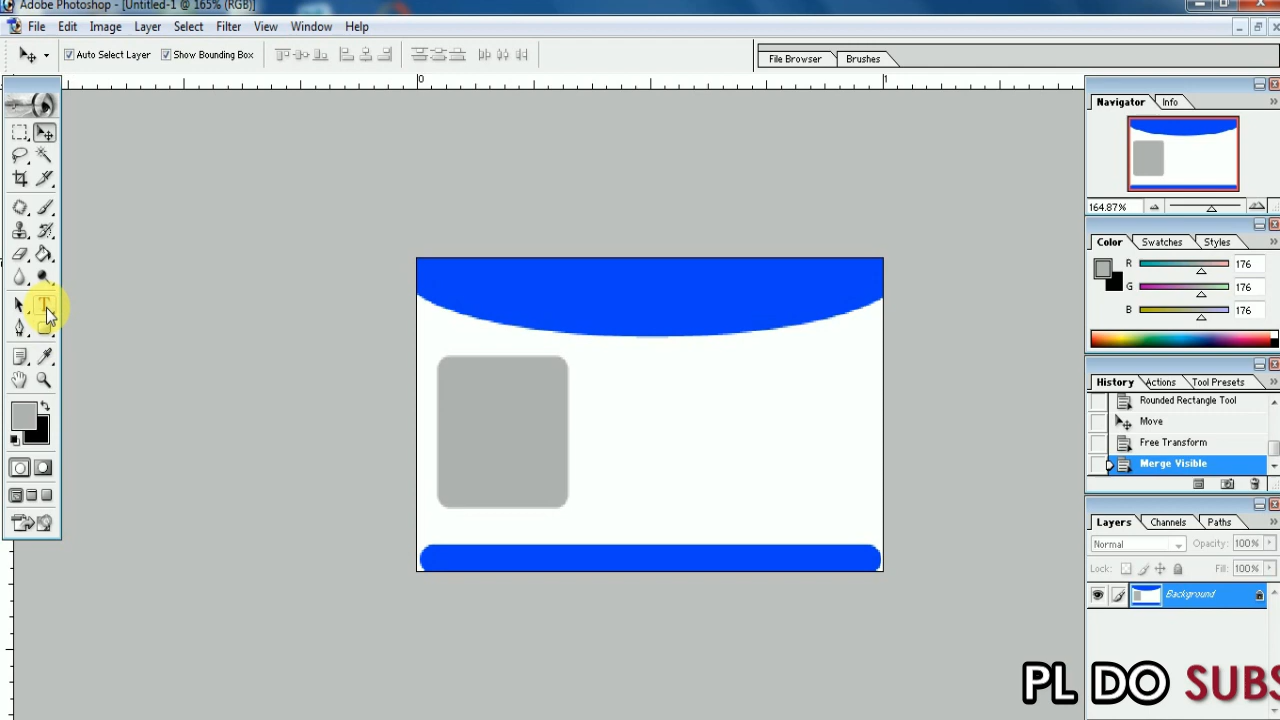 Adobe Photoshop - [Untitled-1 @ 165% (RGB)]
File Edit Image Layer Select Filter View Window Help
Auto Select Layer Show Bounding Box
File Browser Brushes
0 1
Navigator Info
164.87%
Color Swatches Styles
R 176
G 176
B 176
History Actions Tool Presets
Rounded Rectangle Tool
Move
Free Transform
Merge Visible
Layers Channels Paths
Normal Opacity: 100%
Lock: Fill: 100%
Background
T
PL DO SUBS